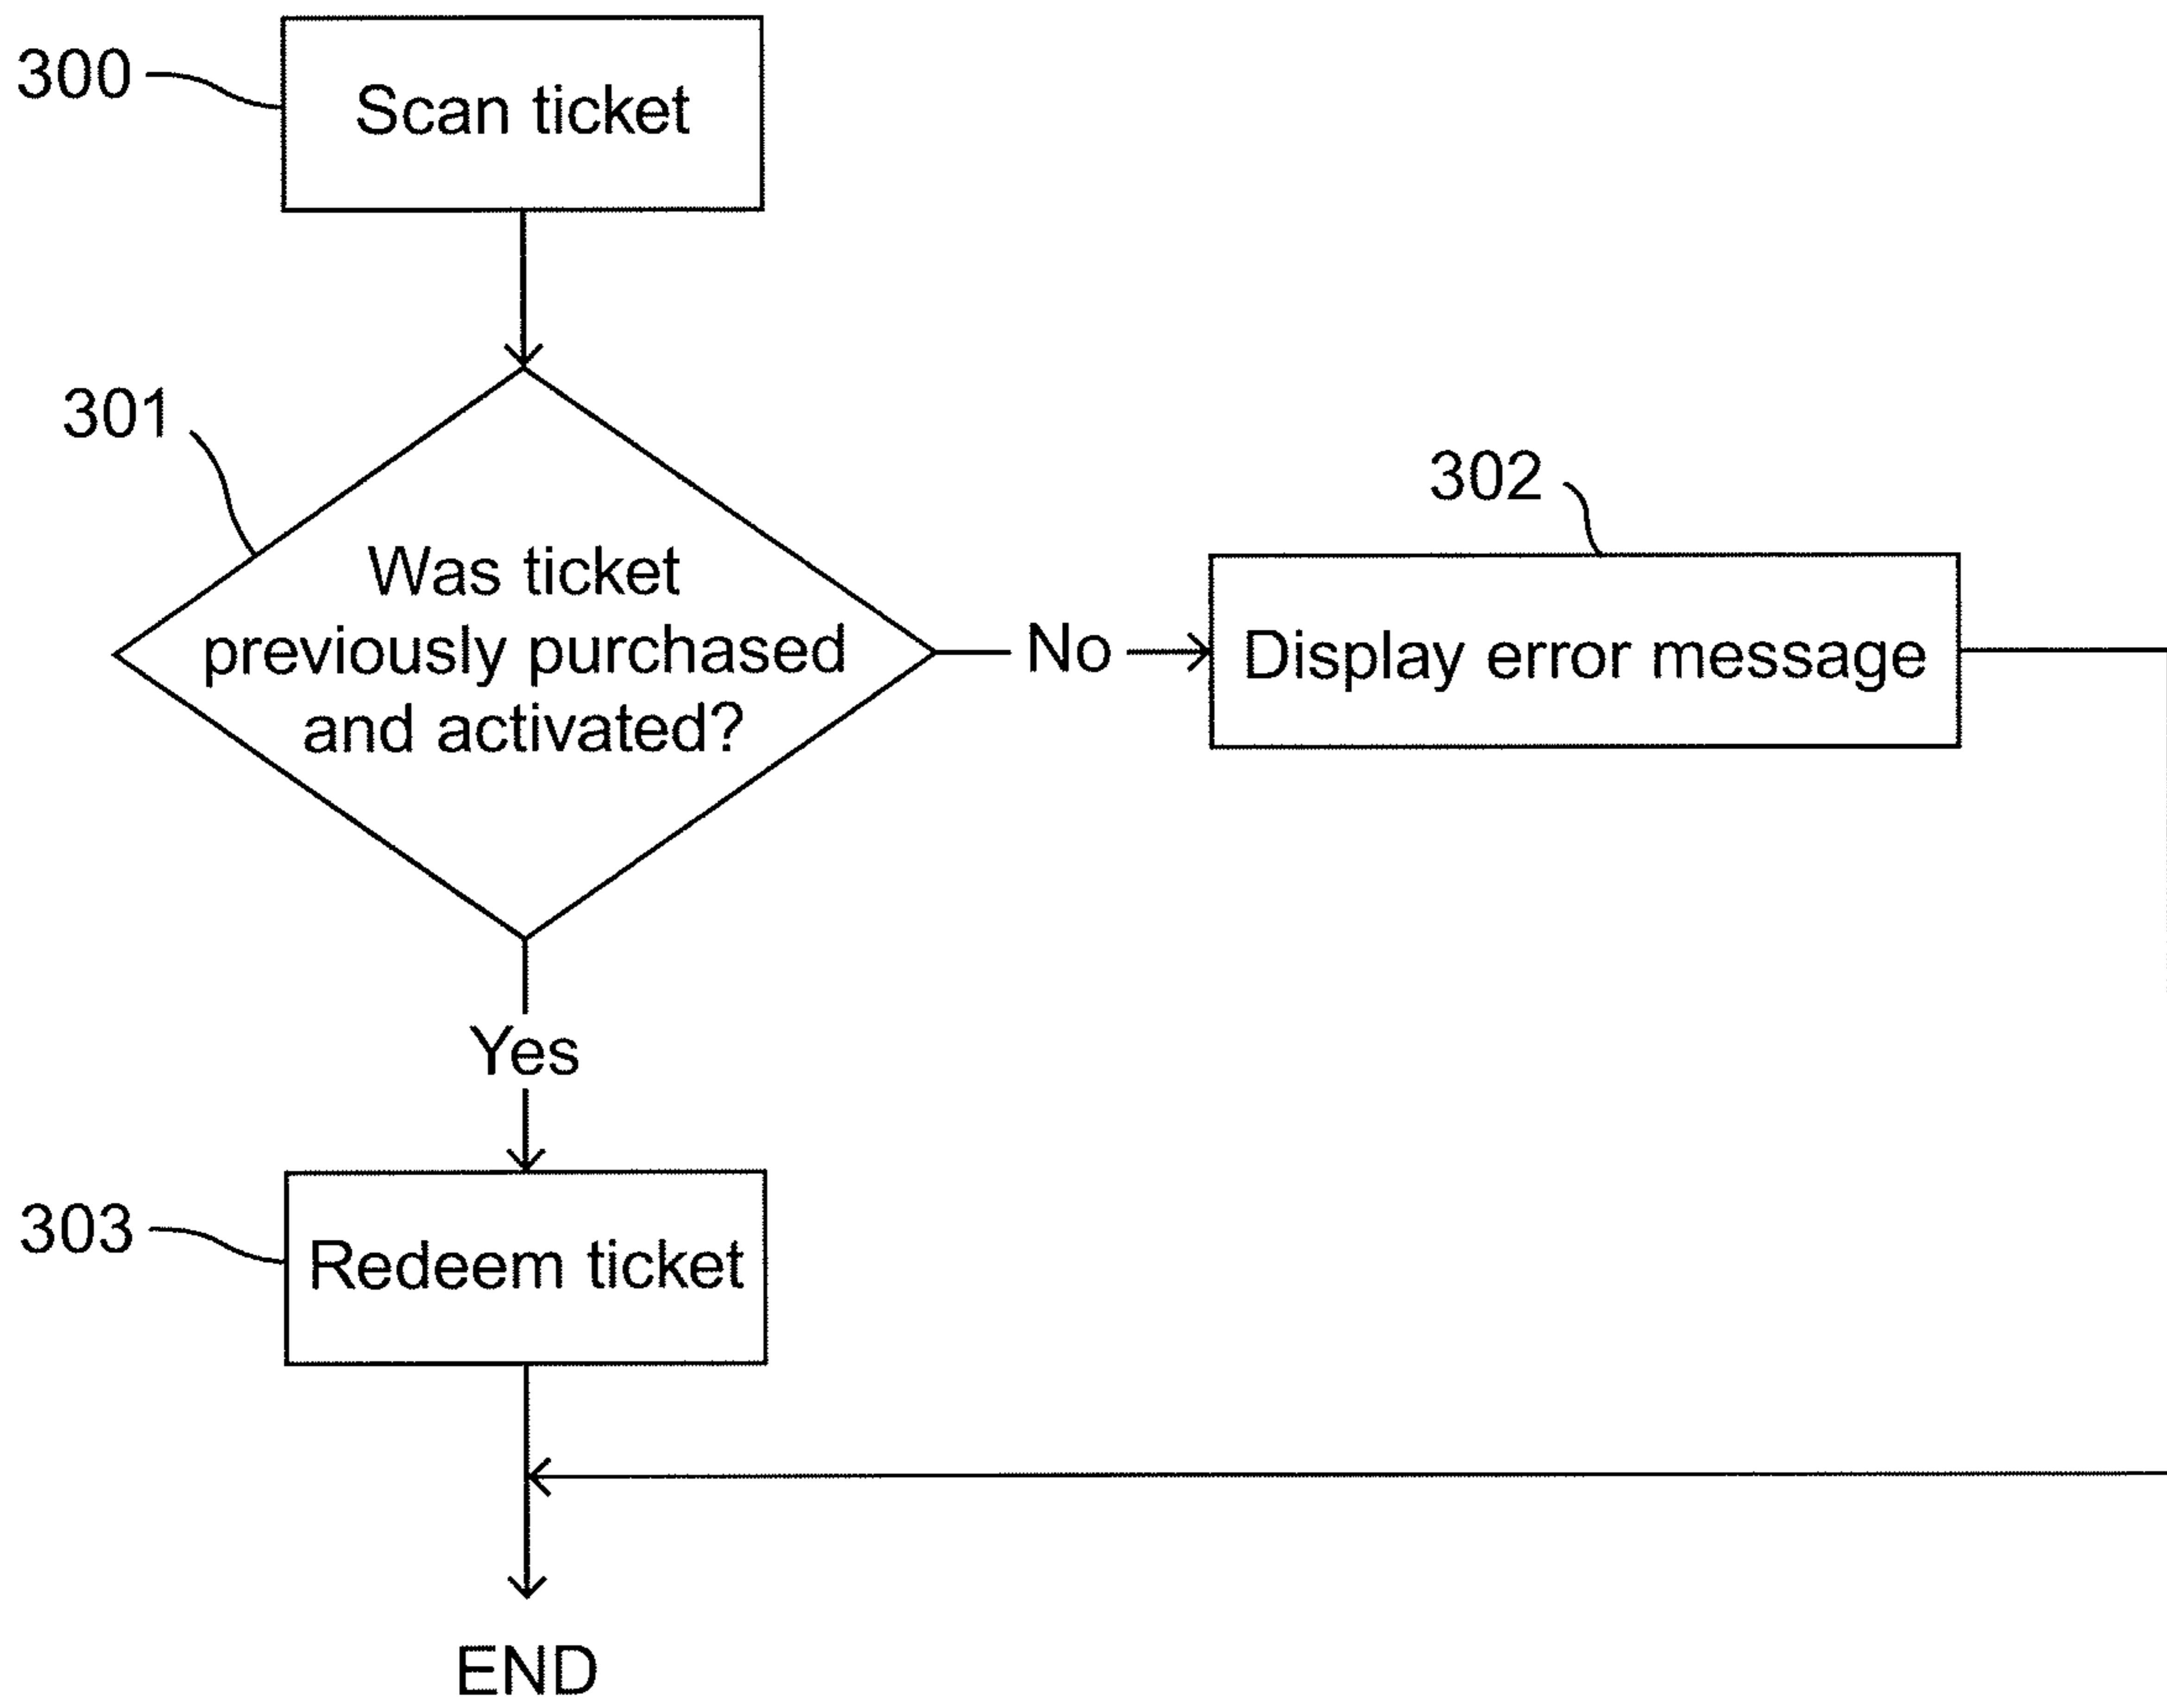 300
Scan ticket
301
Was ticket
previously purchased
and activated?
No
302
Display error message
Yes
303
Redeem ticket
END